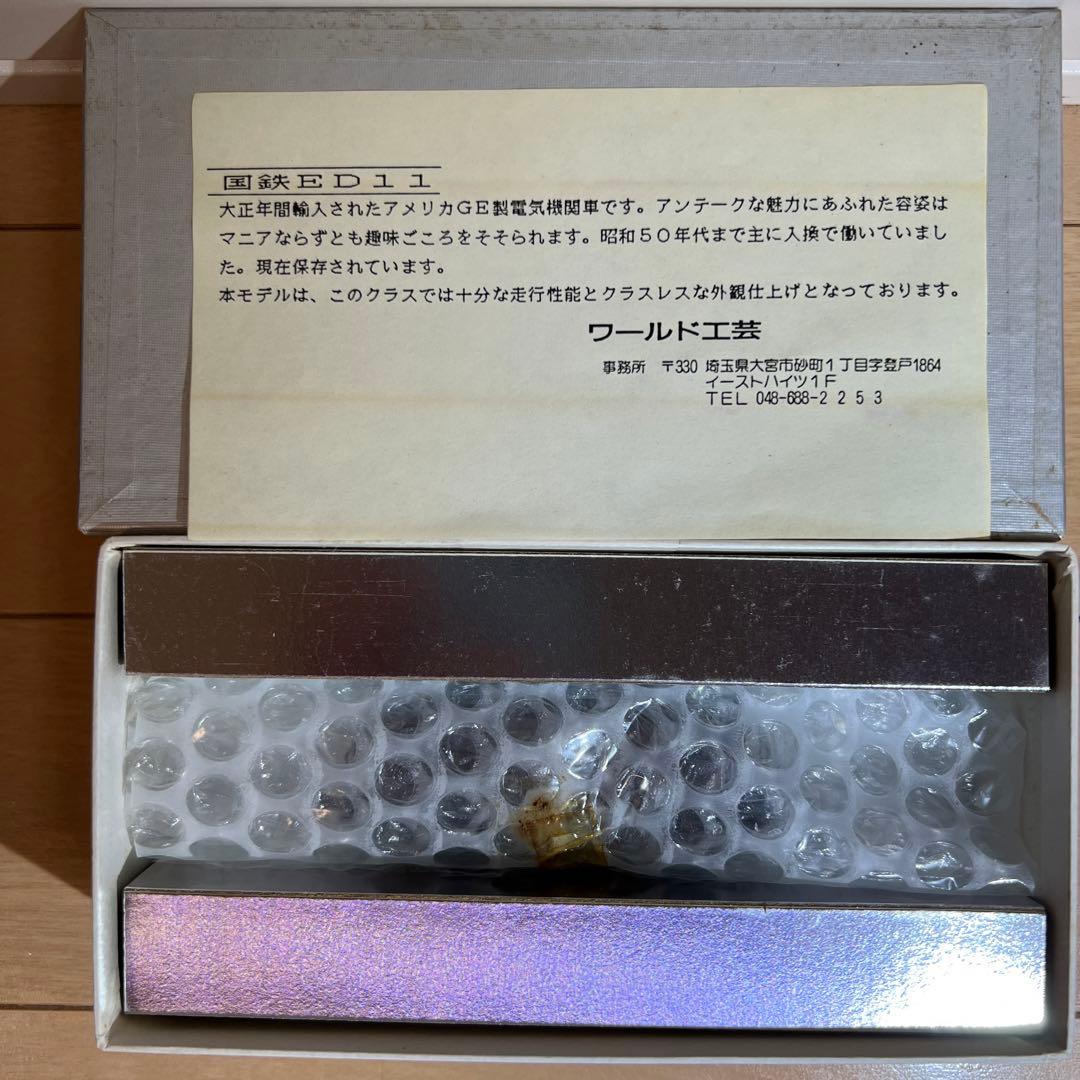 国鉄ＥＤ１１
大正年間輸入されたアメリカＧＥ製電気機関車です。アンテークな魅力にあふれた容姿は
マニアならずとも趣味ごころをそそられます。昭和５０年代まで主に入換で働いていまし
た。現在保存されています。
本モデルは、このクラスでは十分な走行性能とクラスレスな外観仕上げとなっております。
ワールド工芸
事務所　〒330 埼玉県大宮市砂町１丁目字登戸1864
イーストハイツ１Ｆ
ＴＥＬ 048-688-２２５３